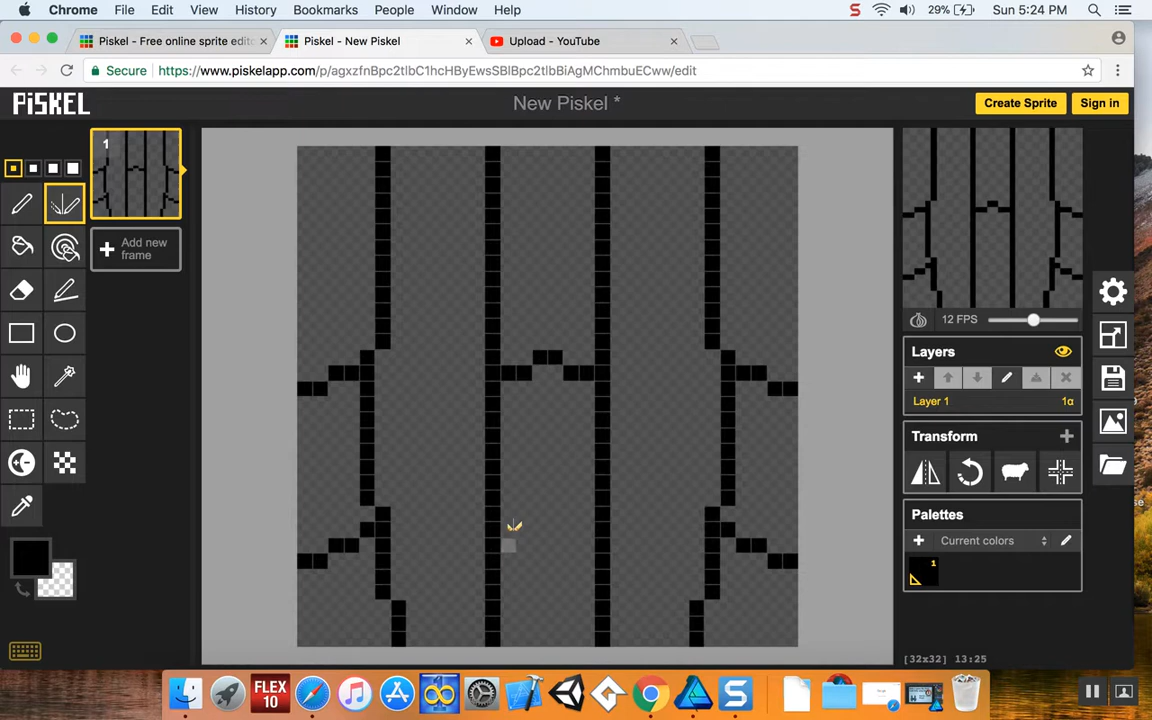 Chrome File Edit View History Bookmarks People Window Help S 29% Sun 5:24 PM
Piskel - Free online sprite edito
Piskel - New Piskel
Upload - YouTube
Secure https://www.piskelapp.com/p/agxzfnBpc2tlbC1hcHByEwsSBlBpc2tlbBiAgMChmbuECww/edit
PiSKEL
New Piskel *
Create Sprite
Sign in
1
Add new frame
12 FPS
Layers
Layer 1
1α
Transform
Palettes
Current colors
1
[32x32] 13:25
FLEX
10
S